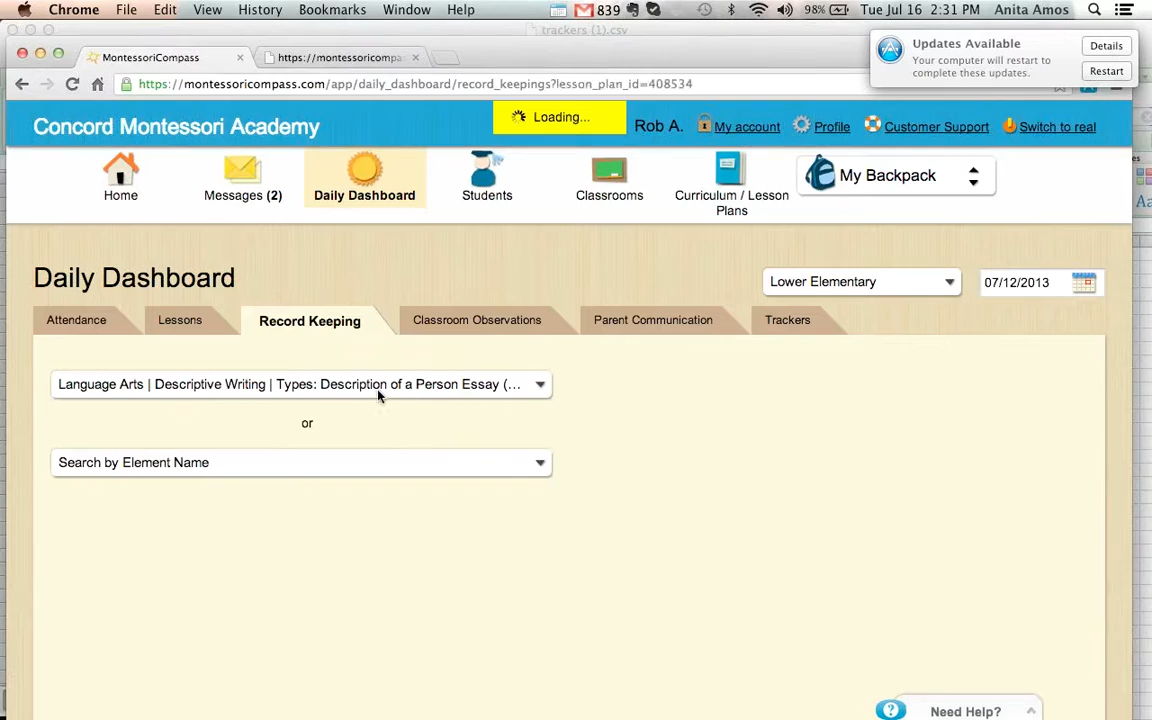 Chrome File Edit View History Bookmarks Window Help 839 98% Tue Jul 16 2:31 PM Anita Amos
trackers (1).csv
MontessoriCompass × https://montessoricompa ×
Updates Available
Your computer will restart to complete these updates.
Details
Restart
https://montessoricompass.com/app/daily_dashboard/record_keepings?lesson_plan_id=408534
Concord Montessori Academy
Loading...
Rob A. My account Profile Customer Support Switch to real
Home Messages (2) Daily Dashboard Students Classrooms Curriculum / Lesson Plans My Backpack
Daily Dashboard
Lower Elementary 07/12/2013
Attendance Lessons Record Keeping Classroom Observations Parent Communication Trackers
Language Arts | Descriptive Writing | Types: Description of a Person Essay (...
or
Search by Element Name
Need Help?